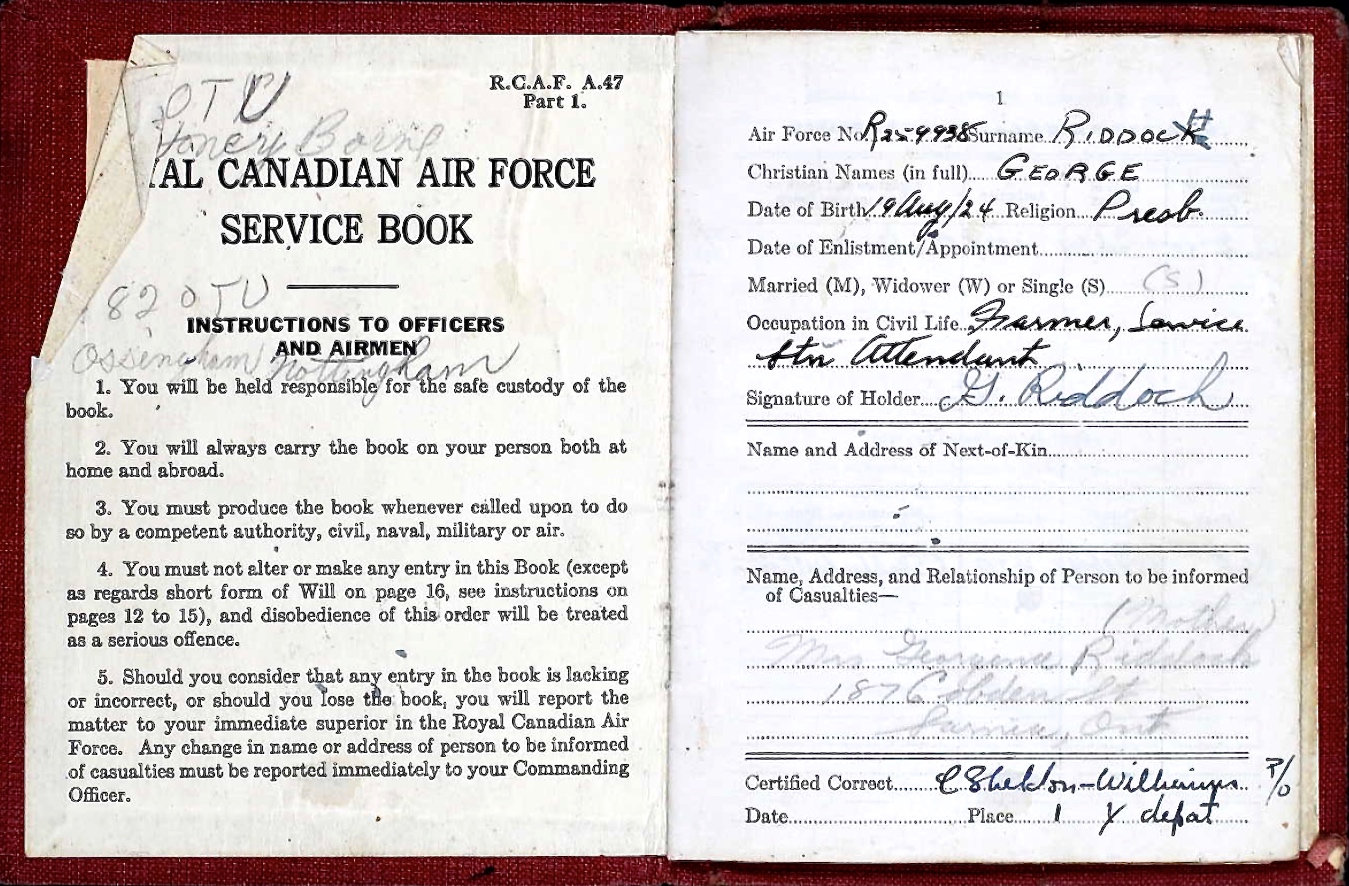 OTU
R.C.A.F. A.47
Part 1.
AL CANADIAN AIR FORCE
SERVICE BOOK
82 OTU
INSTRUCTIONS TO OFFICERS
AND AIRMEN
Ossingham Nottingham
1. You will be held responsible for the safe custody of the
book.
2. You will always carry the book on your person both at
home and abroad.
3. You must produce the book whenever called upon to do
so by a competent authority, civil, naval, military or air.
4. You must not alter or make any entry in this Book (except
as regards short form of Will on page 16, see instructions on
pages 12 to 15), and disobedience of this order will be treated
as a serious offence.
5. Should you consider that any entry in the book is lacking
or incorrect, or should you lose the book, you will report the
matter to your immediate superior in the Royal Canadian Air
Force. Any change in name or address of person to be informed
of casualties must be reported immediately to your Commanding
Officer.
1
Air Force No. R259938 Surname RIDDOCH
Christian Names (in full) GEORGE
Date of Birth 19 Aug/24 Religion Presb.
Date of Enlistment/Appointment
Married (M), Widower (W) or Single (S) (S)
Occupation in Civil Life Farmer, Service
Stn Attendant
Signature of Holder G. Riddoch
Name and Address of Next-of-Kin
Name, Address, and Relationship of Person to be informed
of Casualties—
(Mother)
Mrs Georgena Riddoch
187 Cobden St
Sarnia, Ont
Certified Correct C Sheldon-Williams P/O
Date Place 1 Y depot